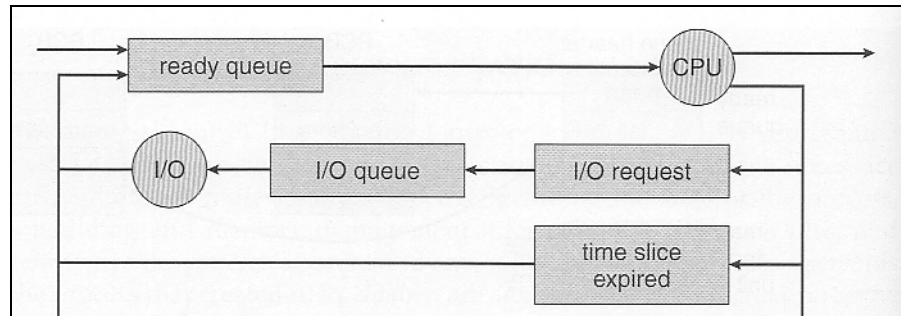 ready queue
CPU
I/O
I/O queue
I/O request
time slice
expired